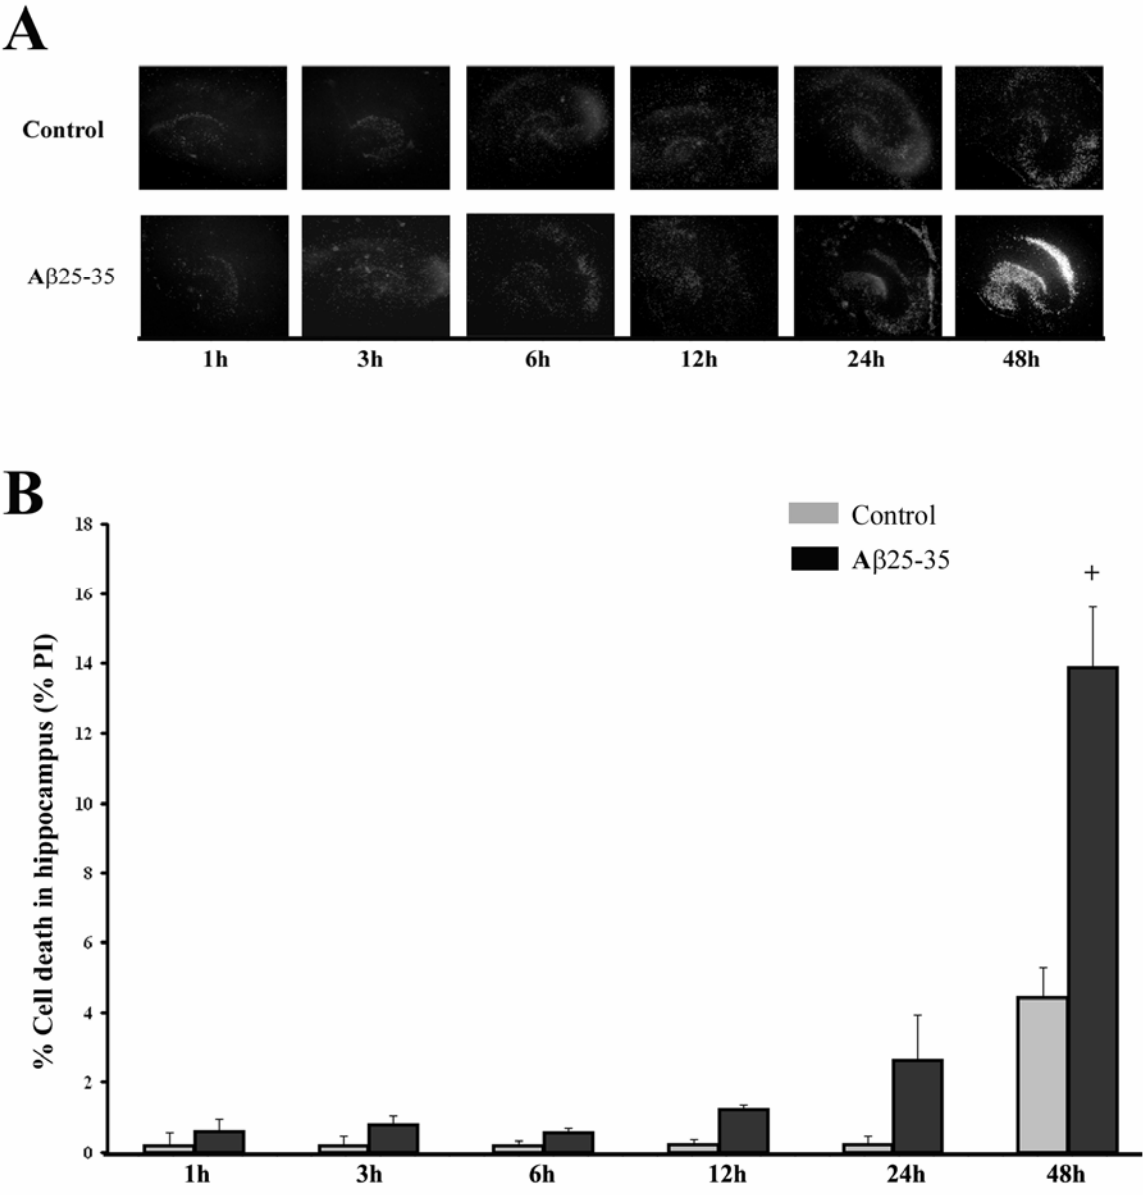 A
Control
Aβ25-35
1h 3h 6h 12h 24h 48h
B
Control
Aβ25-35
+
% Cell death in hippocampus (% PI)
18
16
14
12
10
8
6
4
2
0
1h 3h 6h 12h 24h 48h